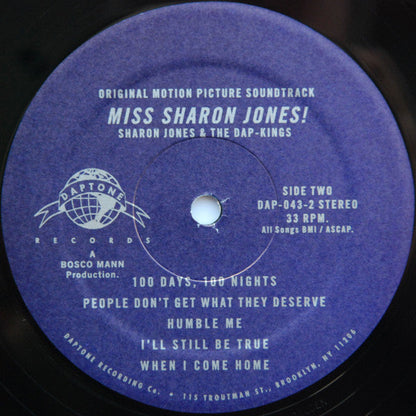 ORIGINAL MOTION PICTURE SOUNDTRACK
MISS SHARON JONES!
SHARON JONES & THE DAP-KINGS
DAPTONE
RECORDS
A
BOSCO MANN
Production.
SIDE TWO
DAP-043-2 STEREO
33 RPM.
All Songs BMI / ASCAP.
100 DAYS, 100 NIGHTS
PEOPLE DON'T GET WHAT THEY DESERVE
HUMBLE ME
I'LL STILL BE TRUE
WHEN I COME HOME
DAPTONE RECORDING Co. * 115 TROUTMAN ST., BROOKLYN, NY 11206